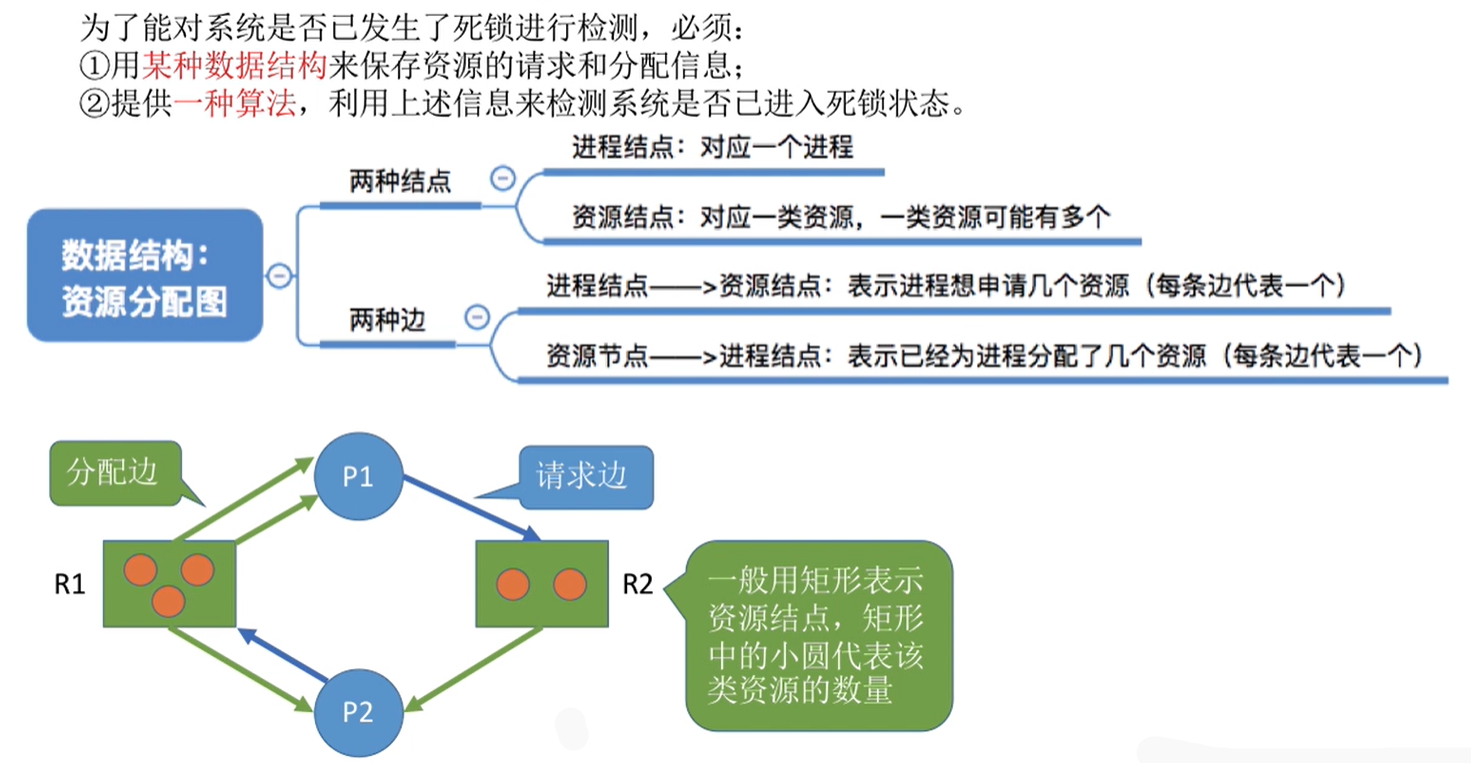 为了能对系统是否已发生了死锁进行检测，必须：
①用某种数据结构来保存资源的请求和分配信息；
②提供一种算法，利用上述信息来检测系统是否已进入死锁状态。
进程结点：对应一个进程
两种结点
资源结点：对应一类资源，一类资源可能有多个
数据结构：
资源分配图
进程结点——>资源结点：表示进程想申请几个资源（每条边代表一个）
两种边
资源节点——>进程结点：表示已经为进程分配了几个资源（每条边代表一个）
分配边
P1
请求边
R1
R2
一般用矩形表示
资源结点，矩形
中的小圆代表该
类资源的数量
P2